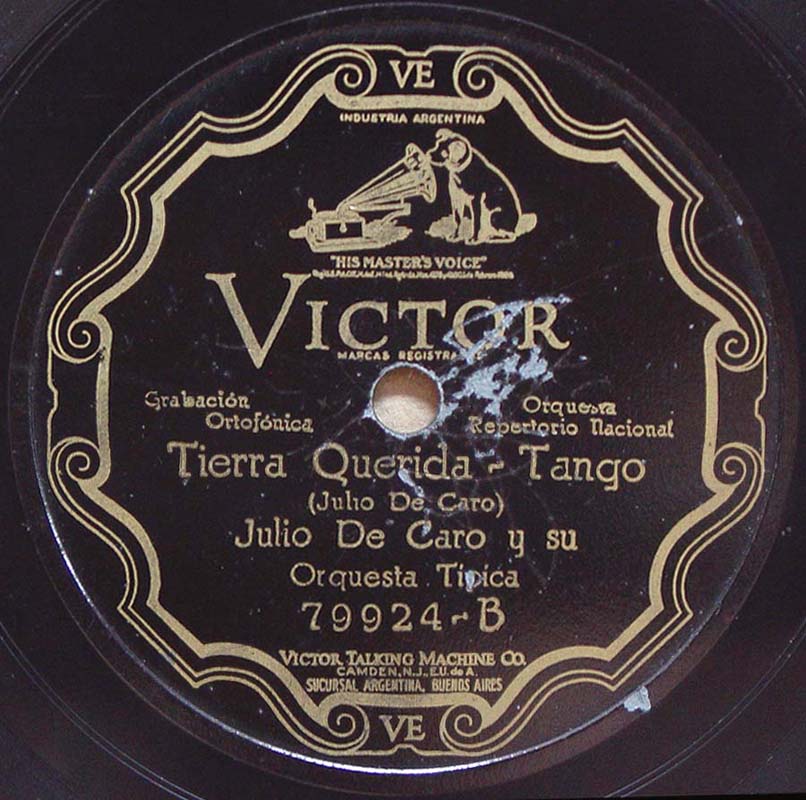 VE
INDUSTRIA ARGENTINA
"HIS MASTER'S VOICE"
VICTOR
MARCAS REGISTRADAS
Grabación
Ortofónica
Orquesta
Repertorio Nacional
Tierra Querida - Tango
(Julio De Caro)
Julio De Caro y su
Orquesta Típica
79924-B
VICTOR TALKING MACHINE CO.
CAMDEN, N.J., E.U. de A.
SUCURSAL ARGENTINA, BUENOS AIRES
VE